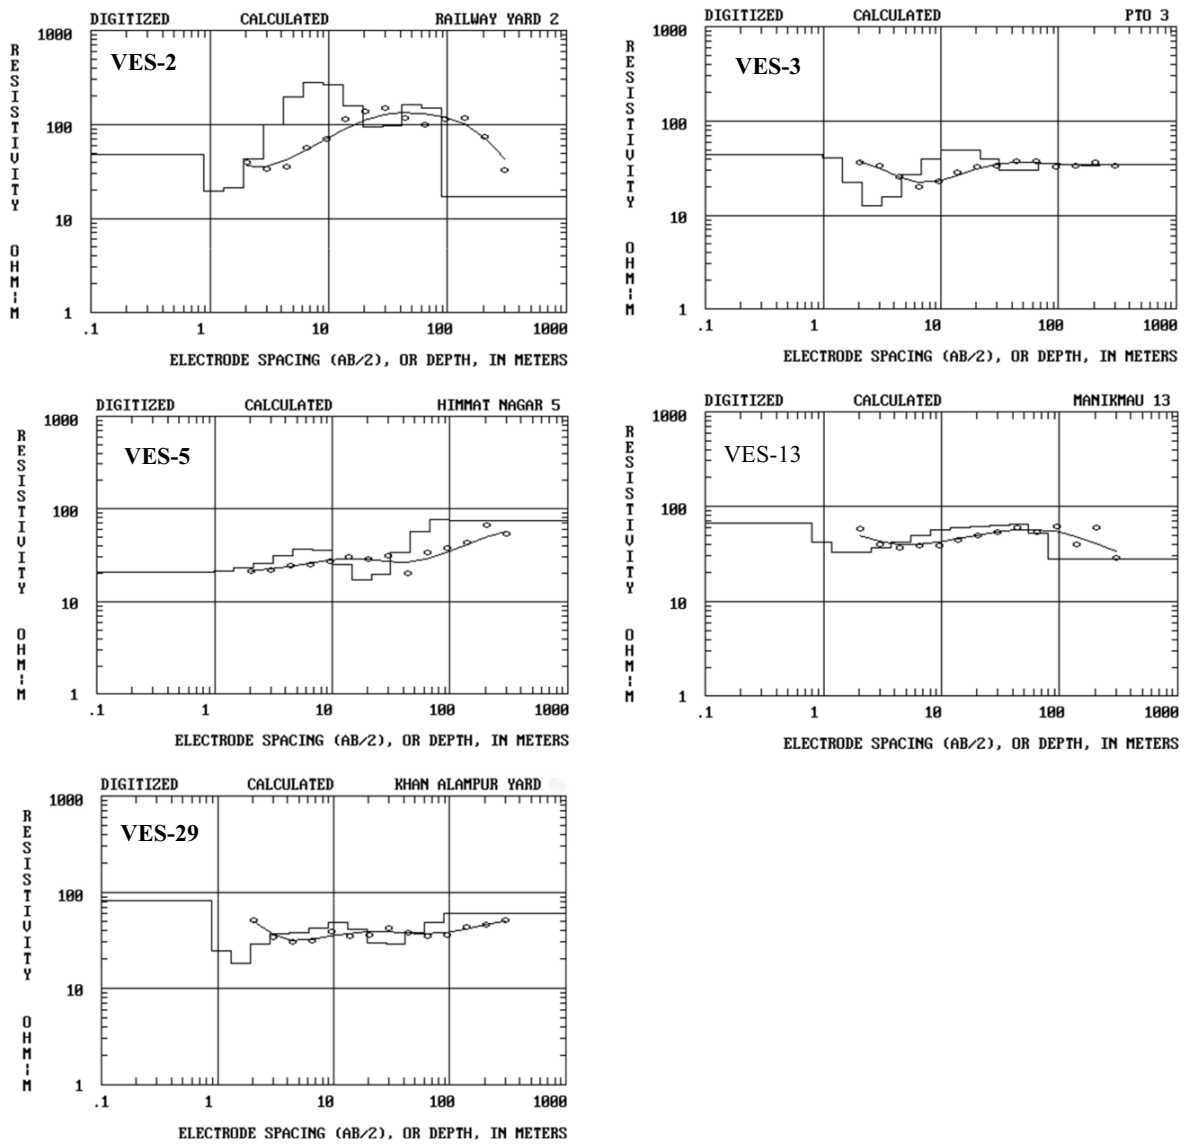 DIGITIZED CALCULATED RAILWAY YARD 2
VES-2
RESISTIVITY OHM-M
1000
100
10
1
.1 1 10 100 1000
ELECTRODE SPACING (AB/2), OR DEPTH, IN METERS
DIGITIZED CALCULATED PTO 3
VES-3
RESISTIVITY OHM-M
1000
100
10
1
.1 1 10 100 1000
ELECTRODE SPACING (AB/2), OR DEPTH, IN METERS
DIGITIZED CALCULATED HIMMAT NAGAR 5
VES-5
RESISTIVITY OHM-M
1000
100
10
1
.1 1 10 100 1000
ELECTRODE SPACING (AB/2), OR DEPTH, IN METERS
DIGITIZED CALCULATED MANIKMAU 13
VES-13
RESISTIVITY OHM-M
1000
100
10
1
.1 1 10 100 1000
ELECTRODE SPACING (AB/2), OR DEPTH, IN METERS
DIGITIZED CALCULATED KHAN ALAMPUR YARD
VES-29
RESISTIVITY OHM-M
1000
100
10
1
.1 1 10 100 1000
ELECTRODE SPACING (AB/2), OR DEPTH, IN METERS